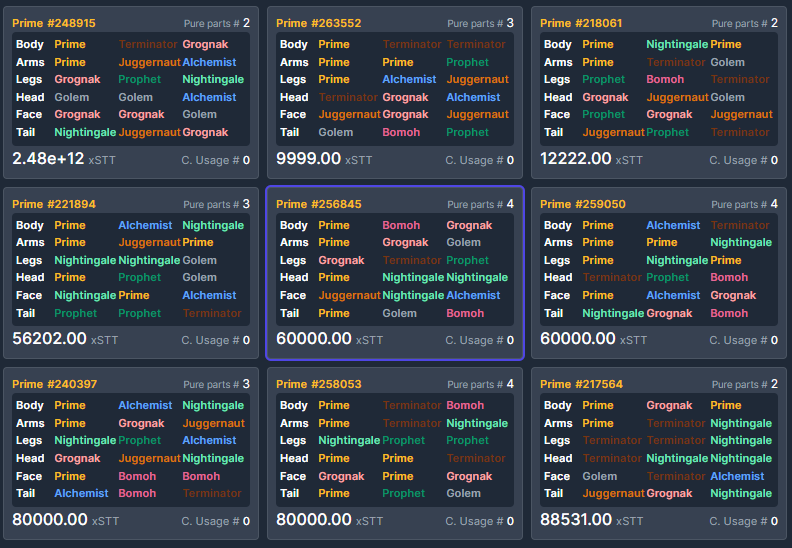 Prime #248915 Pure parts # 2
Body Prime Terminator Grognak
Arms Prime Juggernaut Alchemist
Legs Grognak Prophet Nightingale
Head Golem Golem Alchemist
Face Grognak Grognak Golem
Tail Nightingale Juggernaut Grognak
2.48e+12 xSTT C. Usage # 0
Prime #263552 Pure parts # 3
Body Prime Terminator Terminator
Arms Prime Prime Prophet
Legs Prime Alchemist Juggernaut
Head Terminator Grognak Alchemist
Face Juggernaut Grognak Juggernaut
Tail Golem Bomoh Prophet
9999.00 xSTT C. Usage # 0
Prime #218061 Pure parts # 2
Body Prime Nightingale Prime
Arms Prime Terminator Golem
Legs Prophet Bomoh Terminator
Head Grognak Juggernaut Golem
Face Prophet Grognak Juggernaut
Tail Juggernaut Prophet Terminator
12222.00 xSTT C. Usage # 0
Prime #221894 Pure parts # 3
Body Prime Alchemist Nightingale
Arms Prime Juggernaut Prime
Legs Nightingale Nightingale Golem
Head Prime Prophet Golem
Face Nightingale Prime Alchemist
Tail Prophet Prophet Terminator
56202.00 xSTT C. Usage # 0
Prime #256845 Pure parts # 4
Body Prime Bomoh Grognak
Arms Prime Grognak Golem
Legs Grognak Terminator Prophet
Head Prime Nightingale Nightingale
Face Juggernaut Nightingale Alchemist
Tail Prime Golem Bomoh
60000.00 xSTT C. Usage # 0
Prime #259050 Pure parts # 4
Body Prime Alchemist Terminator
Arms Prime Prime Nightingale
Legs Prime Nightingale Prime
Head Terminator Prophet Bomoh
Face Prime Alchemist Grognak
Tail Nightingale Grognak Bomoh
60000.00 xSTT C. Usage # 0
Prime #240397 Pure parts # 3
Body Prime Alchemist Nightingale
Arms Prime Grognak Juggernaut
Legs Nightingale Prophet Alchemist
Head Grognak Juggernaut Nightingale
Face Prime Bomoh Bomoh
Tail Alchemist Bomoh Terminator
80000.00 xSTT C. Usage # 0
Prime #258053 Pure parts # 4
Body Prime Terminator Bomoh
Arms Prime Terminator Nightingale
Legs Nightingale Prophet Prophet
Head Prime Prime Terminator
Face Grognak Prime Grognak
Tail Prime Prophet Golem
80000.00 xSTT C. Usage # 0
Prime #217564 Pure parts # 2
Body Prime Grognak Prime
Arms Prime Terminator Nightingale
Legs Terminator Terminator Nightingale
Head Terminator Nightingale Nightingale
Face Golem Terminator Alchemist
Tail Juggernaut Grognak Nightingale
88531.00 xSTT C. Usage # 0